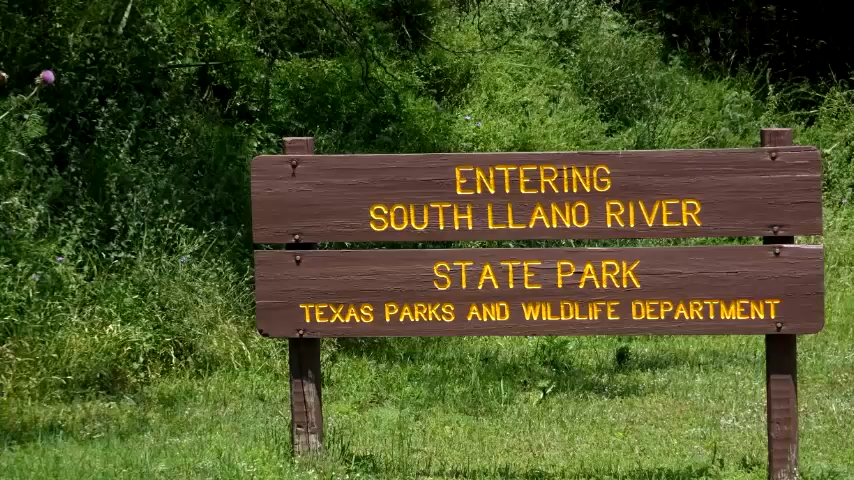 ENTERING
SOUTH LLANO RIVER
STATE PARK
TEXAS PARKS AND WILDLIFE DEPARTMENT